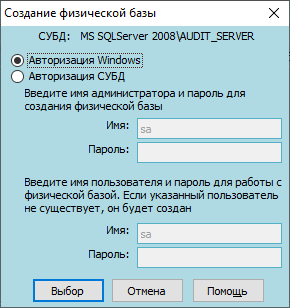 Создание физической базы
СУБД: MS SQLServer 2008\AUDIT_SERVER
Авторизация Windows
Авторизация СУБД
Введите имя администратора и пароль для
создания физической базы
Имя: sa
Пароль:
Введите имя пользователя и пароль для работы с
физической базой. Если указанный пользователь
не существует, он будет создан
Имя: sa
Пароль:
Выбор Отмена Помощь